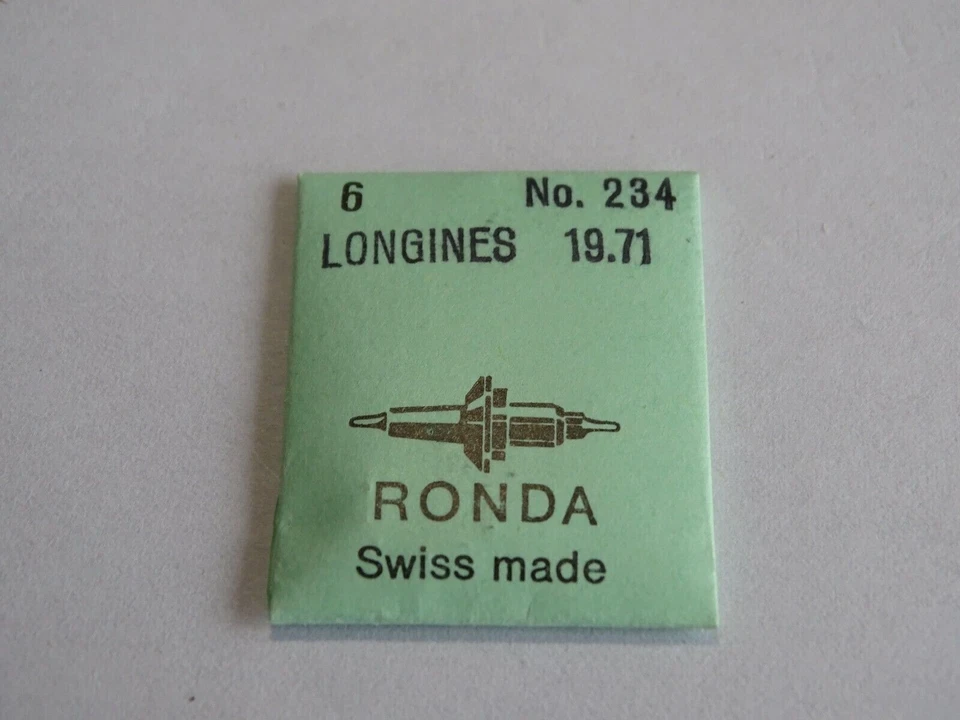 6 No. 234
LONGINES 19.71
RONDA
Swiss made